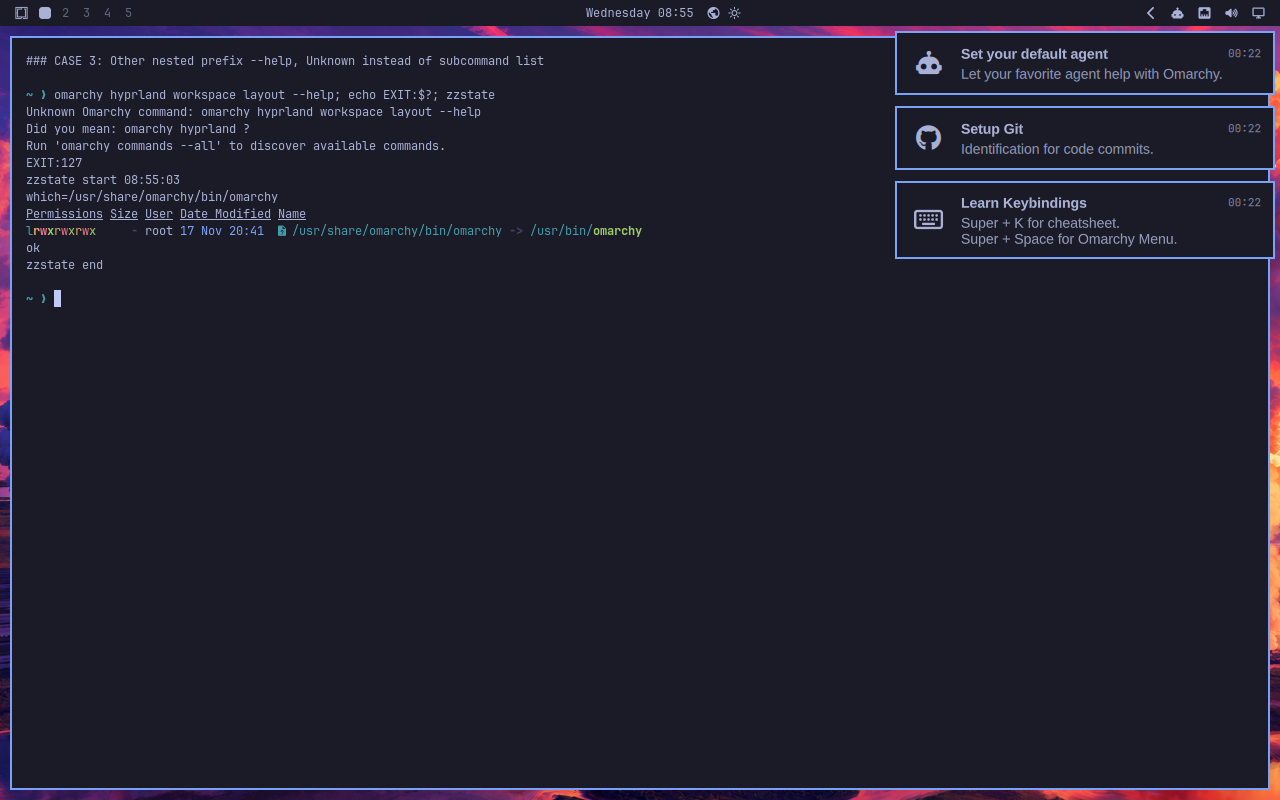 2 3 4 5
Wednesday 08:55
### CASE 3: Other nested prefix --help, Unknown instead of subcommand list
~ ❯ omarchy hyprland workspace layout --help; echo EXIT:$?; zzstate
Unknown Omarchy command: omarchy hyprland workspace layout --help
Did you mean: omarchy hyprland ?
Run 'omarchy commands --all' to discover available commands.
EXIT:127
zzstate start 08:55:03
which=/usr/share/omarchy/bin/omarchy
Permissions Size User Date Modified Name
lrwxrwxrwx - root 17 Nov 20:41 /usr/share/omarchy/bin/omarchy -> /usr/bin/omarchy
ok
zzstate end
~ ❯
Set your default agent 00:22
Let your favorite agent help with Omarchy.
Setup Git 00:22
Identification for code commits.
Learn Keybindings 00:22
Super + K for cheatsheet.
Super + Space for Omarchy Menu.